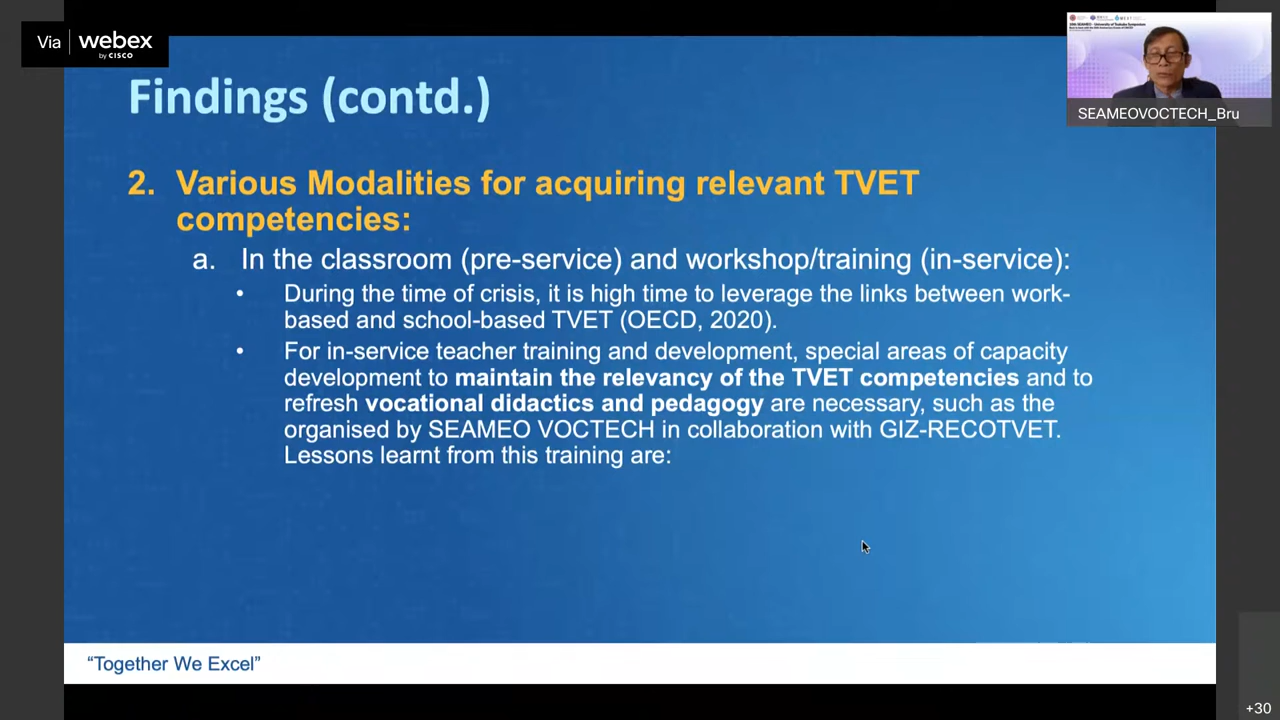 Via webex
by CISCO
SEAMEOVOCTECH_Bru
Findings (contd.)
2. Various Modalities for acquiring relevant TVET
competencies:
a. In the classroom (pre-service) and workshop/training (in-service):
• During the time of crisis, it is high time to leverage the links between work-
based and school-based TVET (OECD, 2020).
• For in-service teacher training and development, special areas of capacity
development to maintain the relevancy of the TVET competencies and to
refresh vocational didactics and pedagogy are necessary, such as the
organised by SEAMEO VOCTECH in collaboration with GIZ-RECOTVET.
Lessons learnt from this training are:
“Together We Excel”
+30